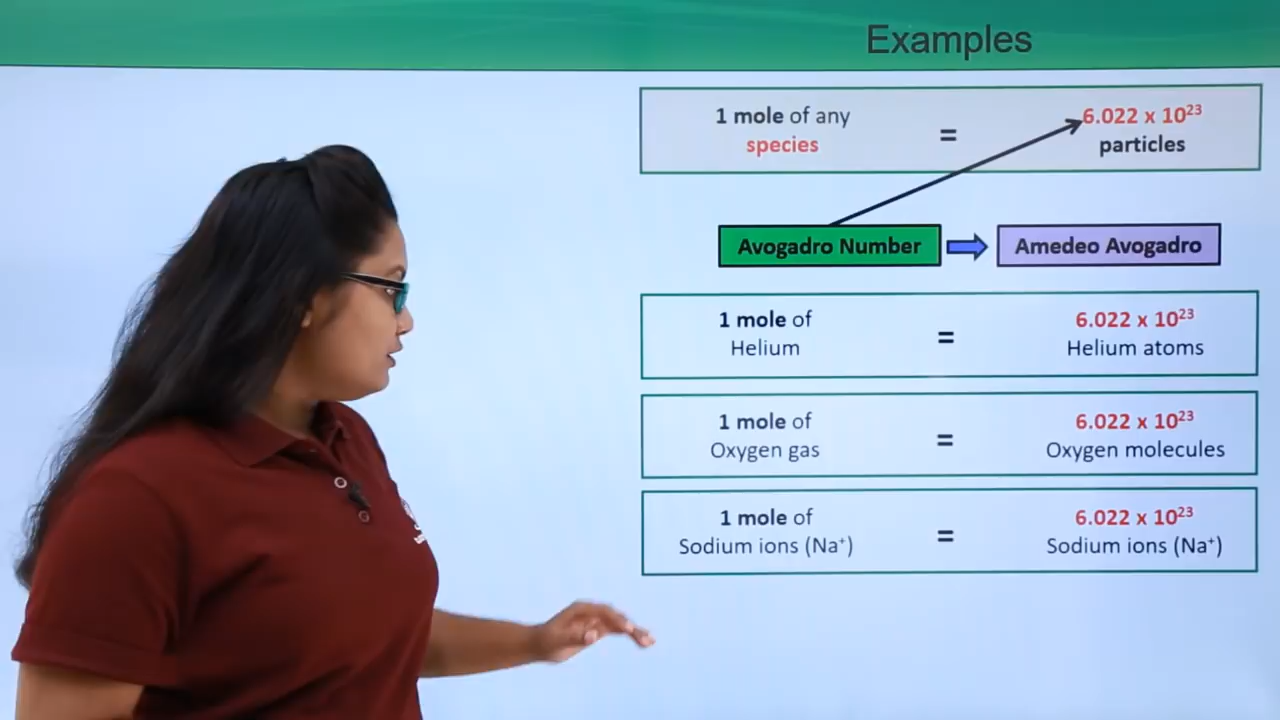 Examples
1 mole of any
species
=
6.022 x 10²³
particles
Avogadro Number
Amedeo Avogadro
1 mole of
Helium
=
6.022 x 10²³
Helium atoms
1 mole of
Oxygen gas
=
6.022 x 10²³
Oxygen molecules
1 mole of
Sodium ions (Na⁺)
=
6.022 x 10²³
Sodium ions (Na⁺)